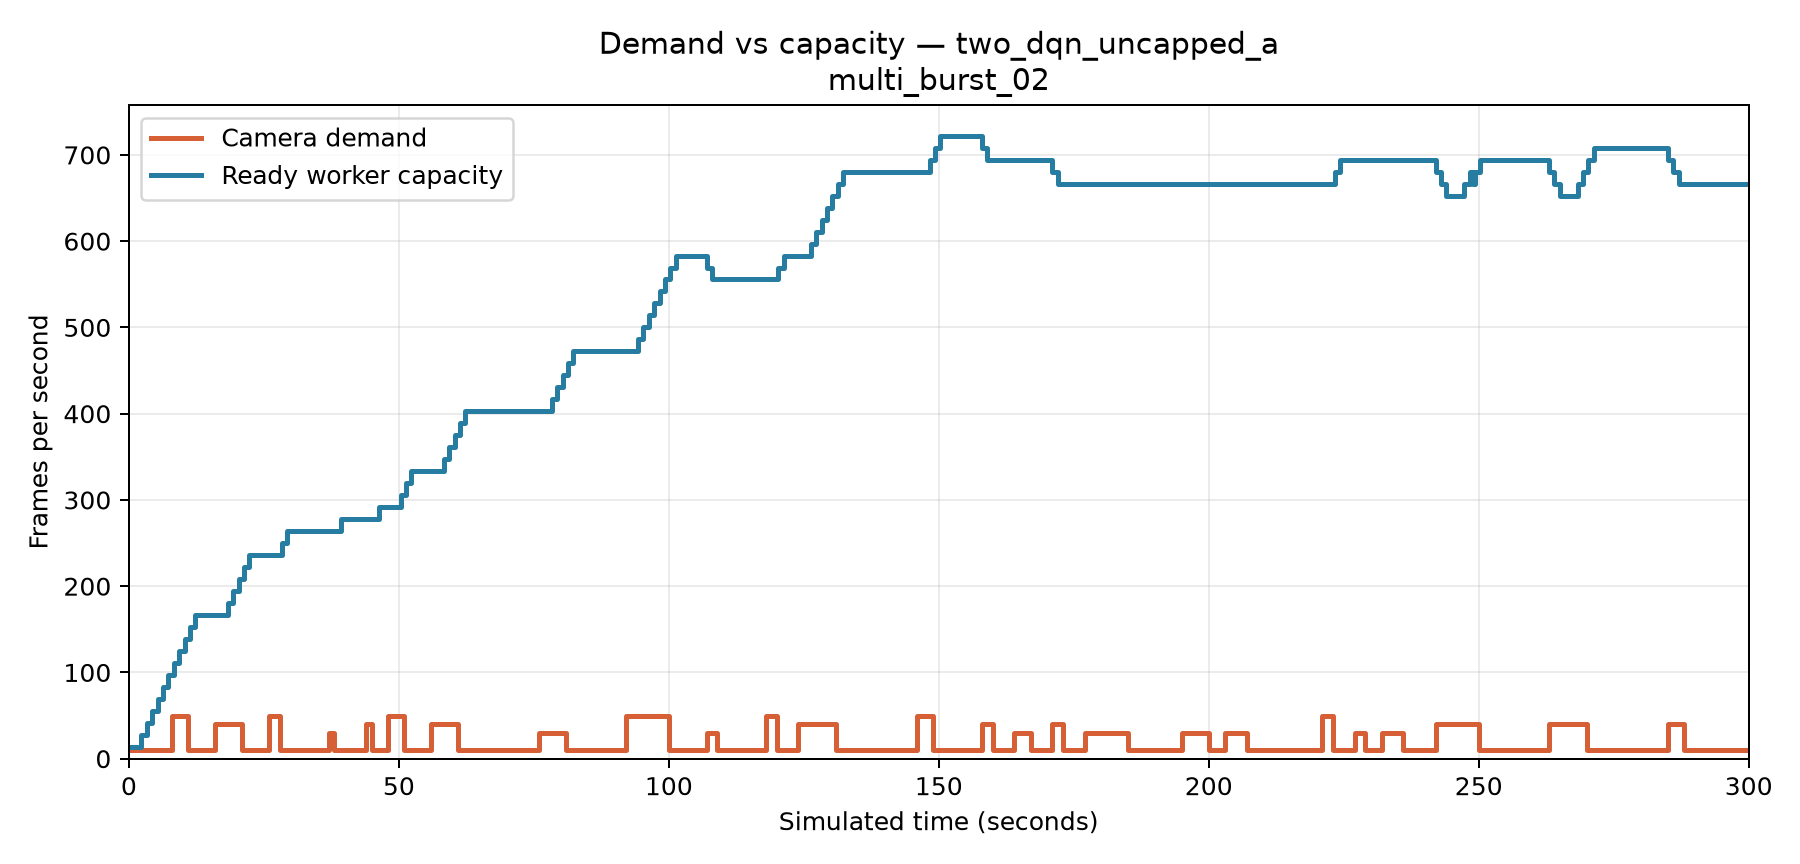 Demand vs capacity — two_dqn_uncapped_a
multi_burst_02
Camera demand
Ready worker capacity
Frames per second
700
600
500
400
300
200
100
0
0 50 100 150 200 250 300
Simulated time (seconds)